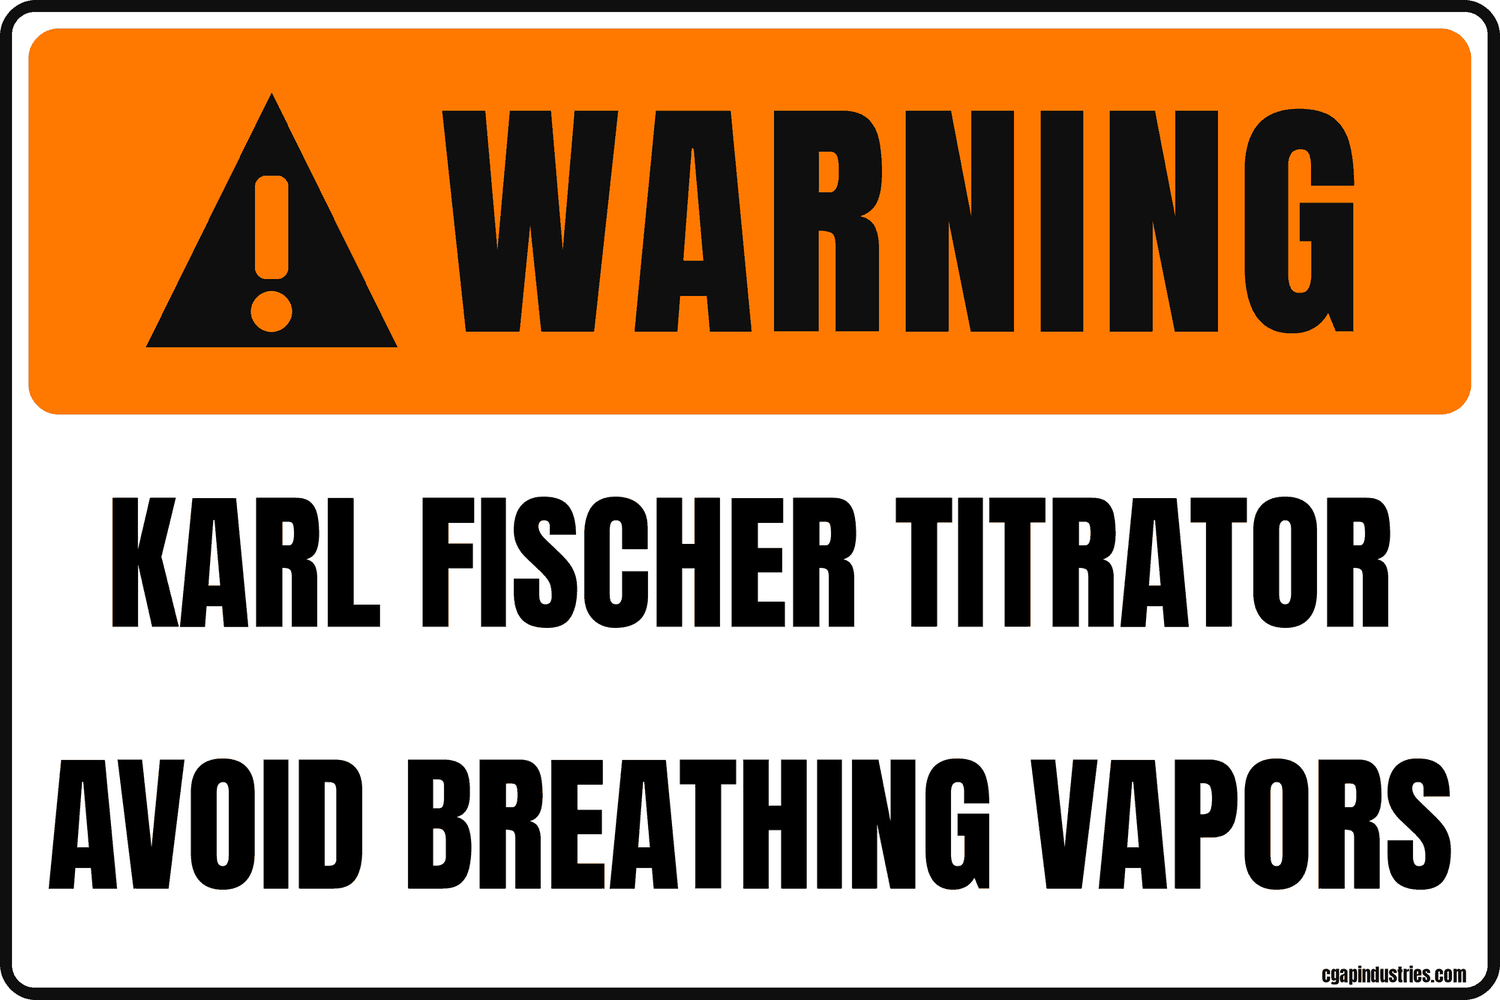 WARNING
KARL FISCHER TITRATOR
AVOID BREATHING VAPORS
cgapindustries.com